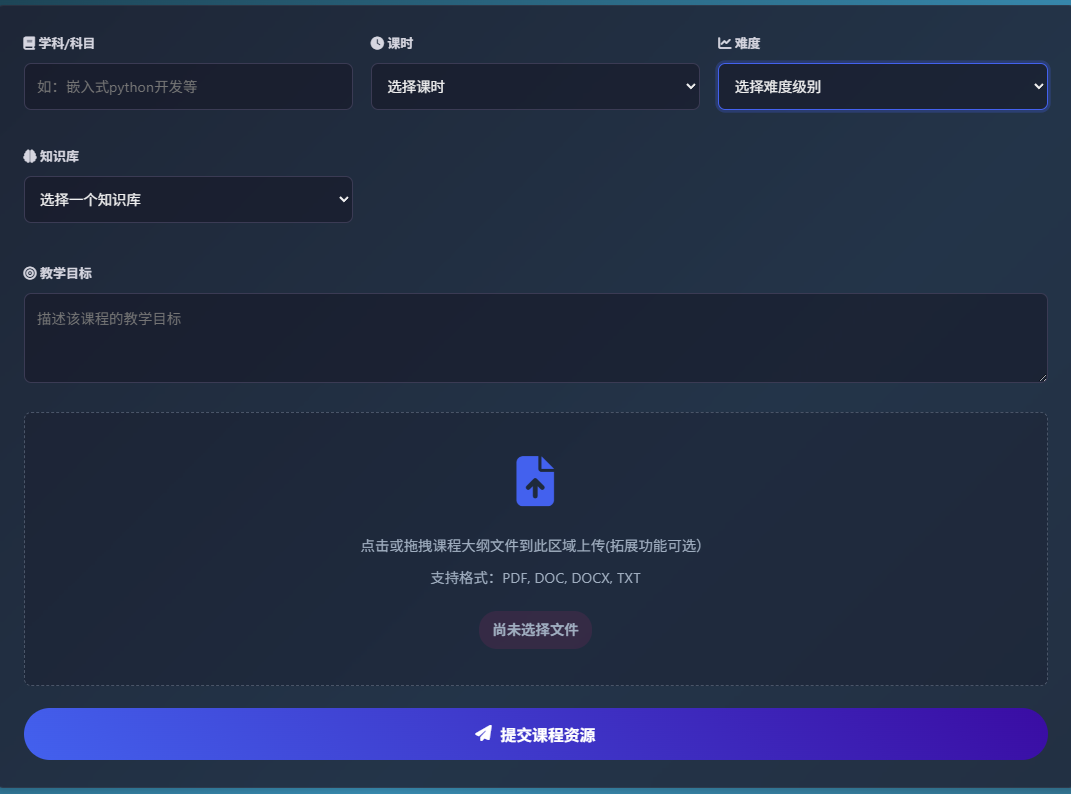 学科/科目
课时
难度
如：嵌入式python开发等
选择课时
选择难度级别
知识库
选择一个知识库
教学目标
描述该课程的教学目标
点击或拖拽课程大纲文件到此区域上传(拓展功能可选)
支持格式：PDF, DOC, DOCX, TXT
尚未选择文件
提交课程资源